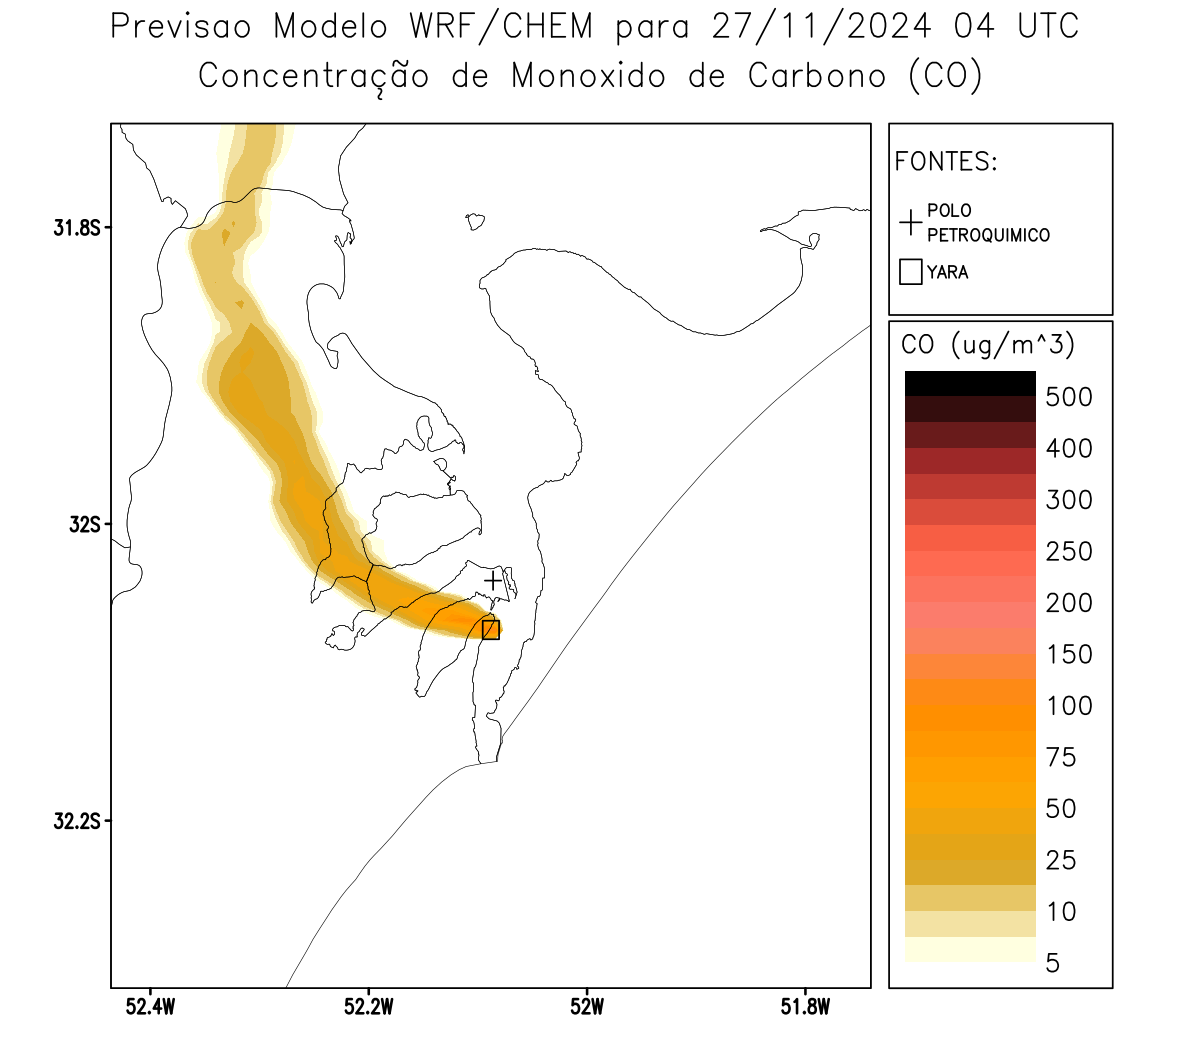 Previsao Modelo WRF/CHEM para 27/11/2024 04 UTC
Concentração de Monoxido de Carbono (CO)
FONTES:
POLO
PETROQUIMICO
YARA
CO (ug/m^3)
500
400
300
250
200
150
100
75
50
25
10
5
31.8S
32S
32.2S
52.4W
52.2W
52W
51.8W